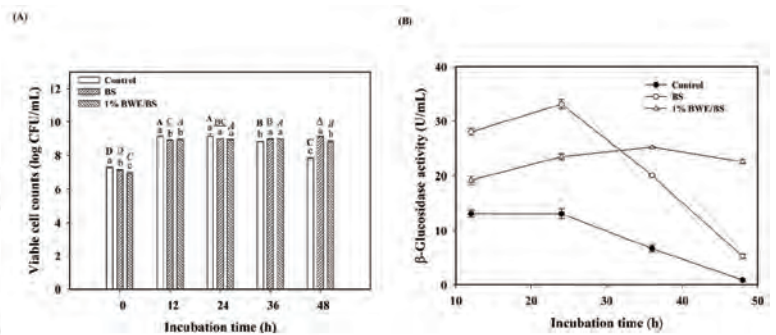 (A)
Control
BS
1% BWE/BS
Viable cell counts (log CFU/mL)
12
10
8
6
4
2
0
D
a
D
b
C
c
A
a
C
b
A
b
A
a
BC
a
A
a
A
b
D
a
A
a
C
c
A
a
B
b
0 12 24 36 48
Incubation time (h)
(B)
Control
BS
1% BWE/BS
β-Glucosidase activity (U/mL)
40
30
20
10
0
10 20 30 40 50
Incubation time (h)